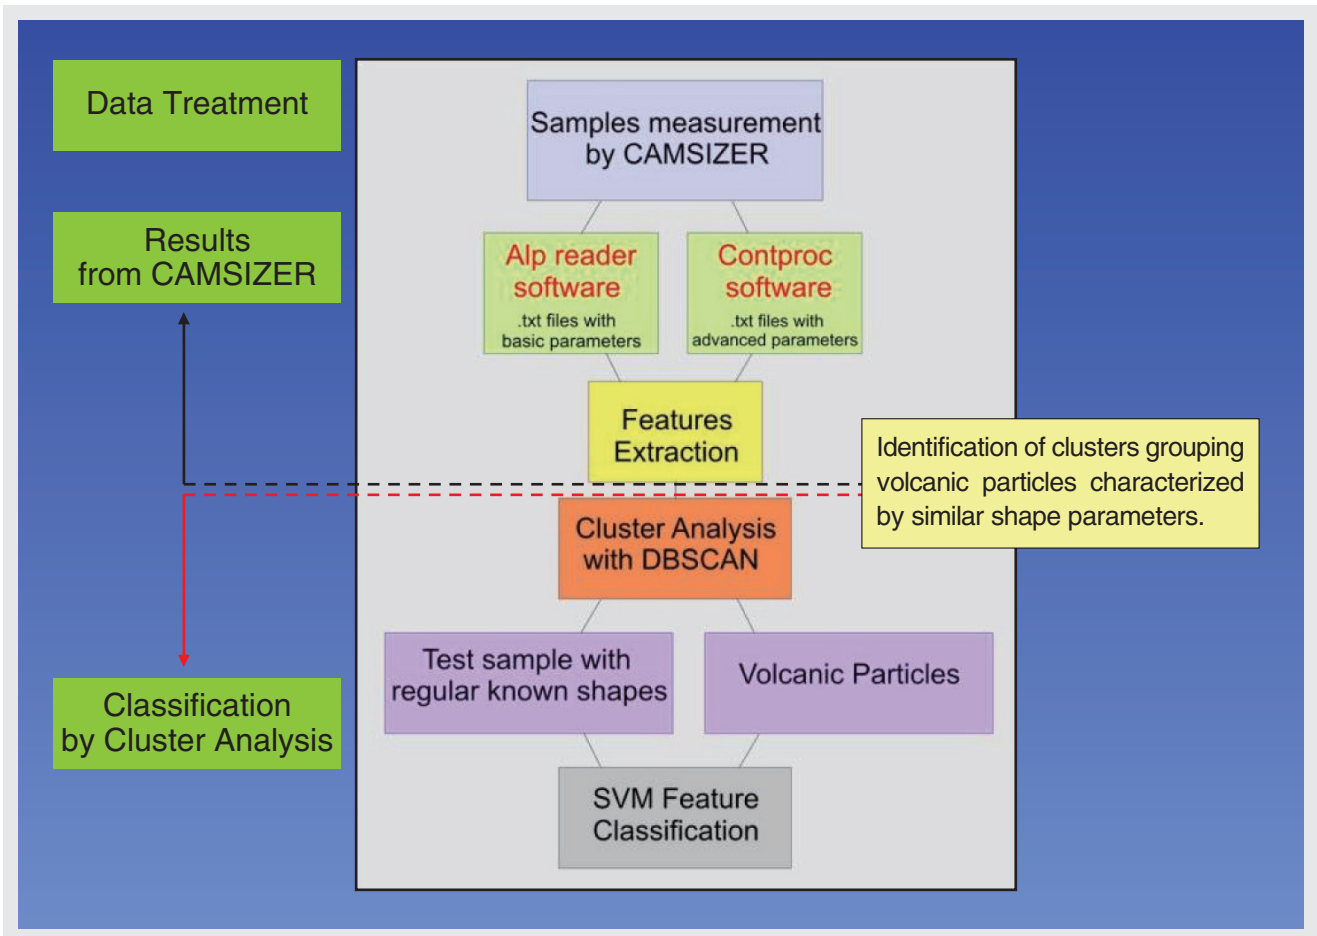 Data Treatment
Results
from CAMSIZER
Classification
by Cluster Analysis
Samples measurement
by CAMSIZER
Alp reader
software
.txt files with
basic parameters
Contproc
software
.txt files with
advanced parameters
Features
Extraction
Identification of clusters grouping
volcanic particles characterized
by similar shape parameters.
Cluster Analysis
with DBSCAN
Test sample with
regular known shapes
Volcanic Particles
SVM Feature
Classification